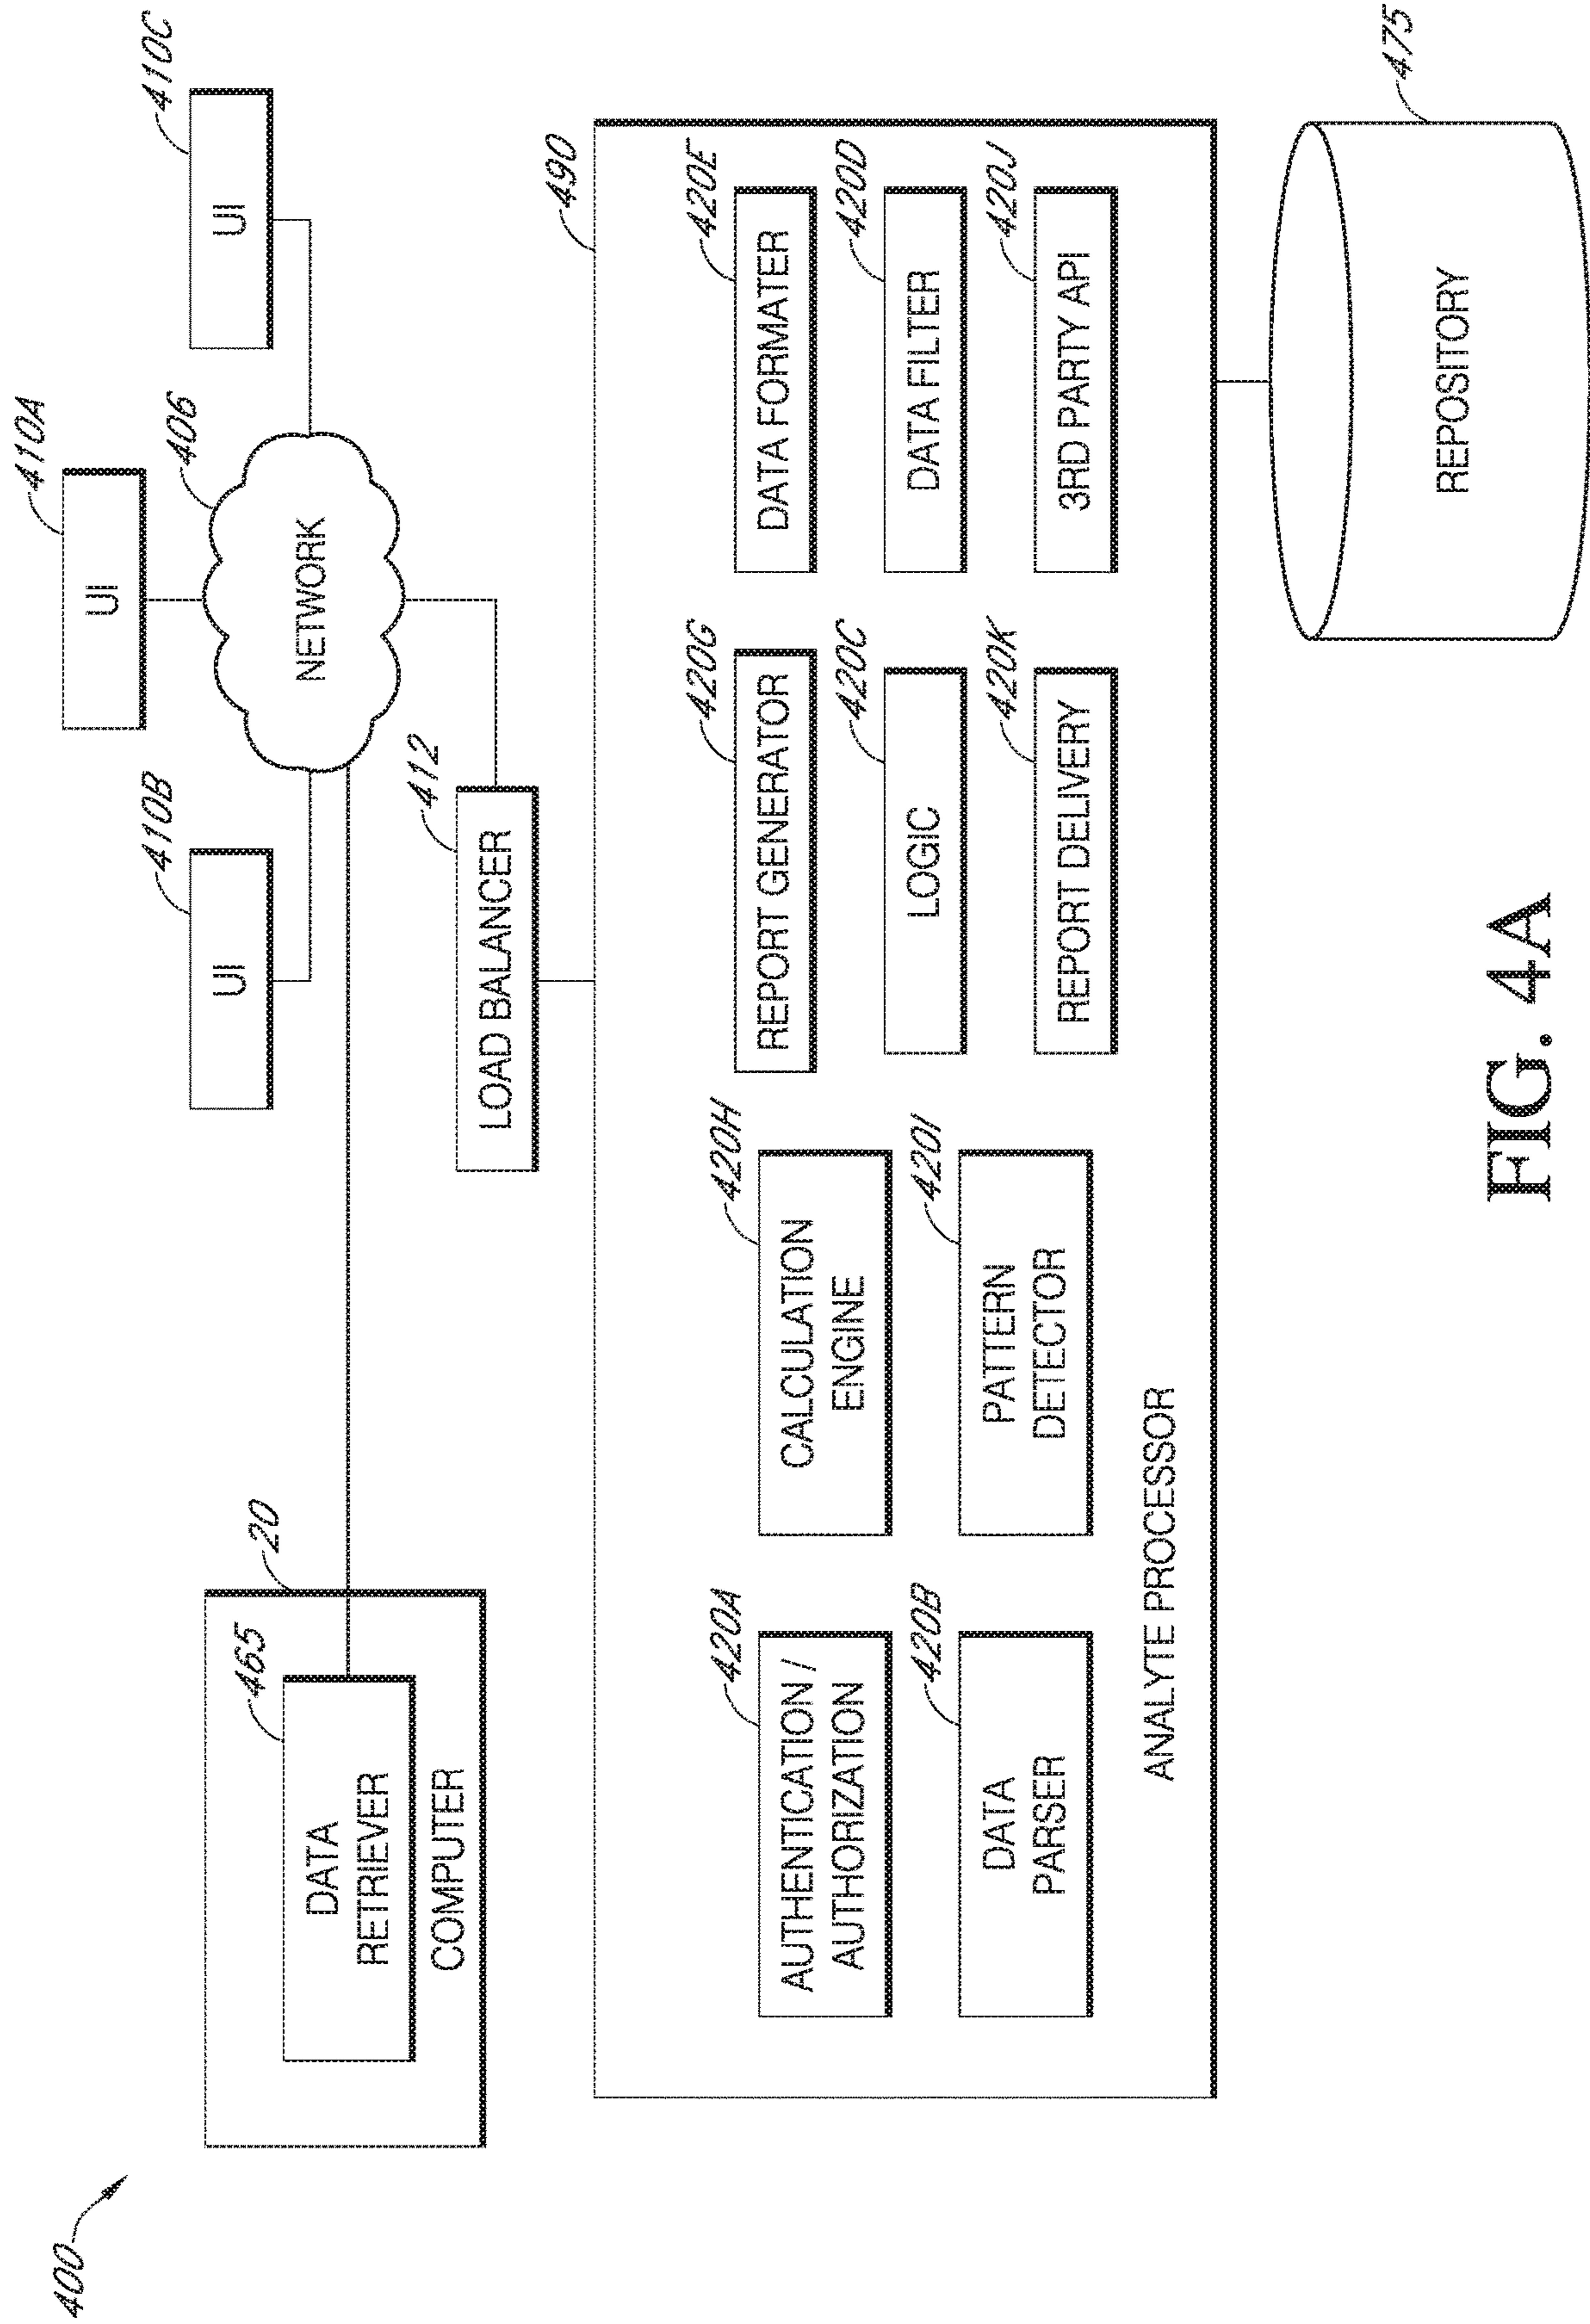 400
410A
UI
410B
UI
410C
UI
406
NETWORK
20
465
DATA
RETRIEVER
COMPUTER
412
LOAD BALANCER
490
420A
AUTHENTICATION /
AUTHORIZATION
420H
CALCULATION
ENGINE
420G
REPORT GENERATOR
420E
DATA FORMATER
420C
LOGIC
420D
DATA FILTER
420B
DATA
PARSER
420I
PATTERN
DETECTOR
420K
REPORT DELIVERY
420J
3RD PARTY API
ANALYTE PROCESSOR
475
REPOSITORY
FIG. 4A